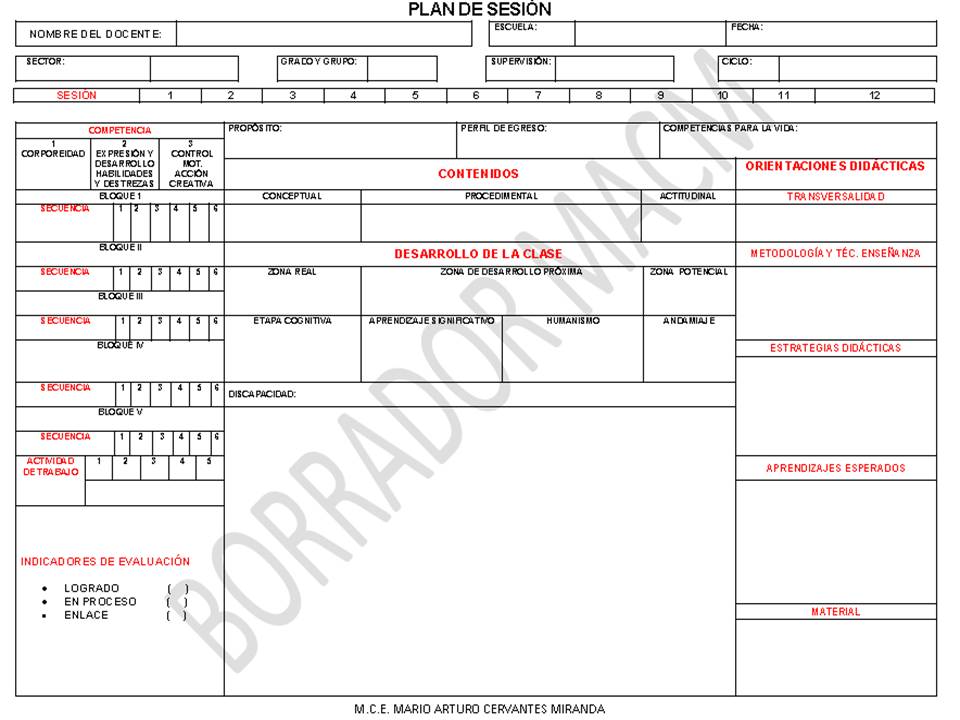 PLAN DE SESIÓN
NOMBRE DEL DOCENTE:
ESCUELA:
FECHA:
SECTOR:
GRADO Y GRUPO:
SUPERVISIÓN:
CICLO:
SESIÓN 1 2 3 4 5 6 7 8 9 10 11 12
COMPETENCIA
1
CORPOREIDAD
2
EXPRESIÓN Y
DESARROLLO
HABILIDADES
Y DESTREZAS
3
CONTROL
MOT.
ACCIÓN
CREATIVA
BLOQUE I
SECUENCIA 1 2 3 4 5 6
BLOQUE II
SECUENCIA 1 2 3 4 5 6
BLOQUE III
SECUENCIA 1 2 3 4 5 6
BLOQUE IV
SECUENCIA 1 2 3 4 5 6
BLOQUE V
SECUENCIA 1 2 3 4 5 6
ACTIVIDAD
DE TRABAJO
1 2 3 4 5
INDICADORES DE EVALUACIÓN
• LOGRADO ( )
• EN PROCESO ( )
• ENLACE ( )
PROPÓSITO:
PERFIL DE EGRESO:
COMPETENCIAS PARA LA VIDA:
CONTENIDOS
CONCEPTUAL PROCEDIMENTAL ACTITUDINAL
DESARROLLO DE LA CLASE
ZONA REAL ZONA DE DESARROLLO PRÓXIMA ZONA POTENCIAL
ETAPA COGNITIVA APRENDIZAJE SIGNIFICATIVO HUMANISMO ANDAMIAJE
DISCAPACIDAD:
ORIENTACIONES DIDÁCTICAS
TRANSVERSALIDAD
METODOLOGÍA Y TÉC. ENSEÑANZA
ESTRATEGIAS DIDÁCTICAS
APRENDIZAJES ESPERADOS
MATERIAL
BORRADOR MACM
M.C.E. MARIO ARTURO CERVANTES MIRANDA